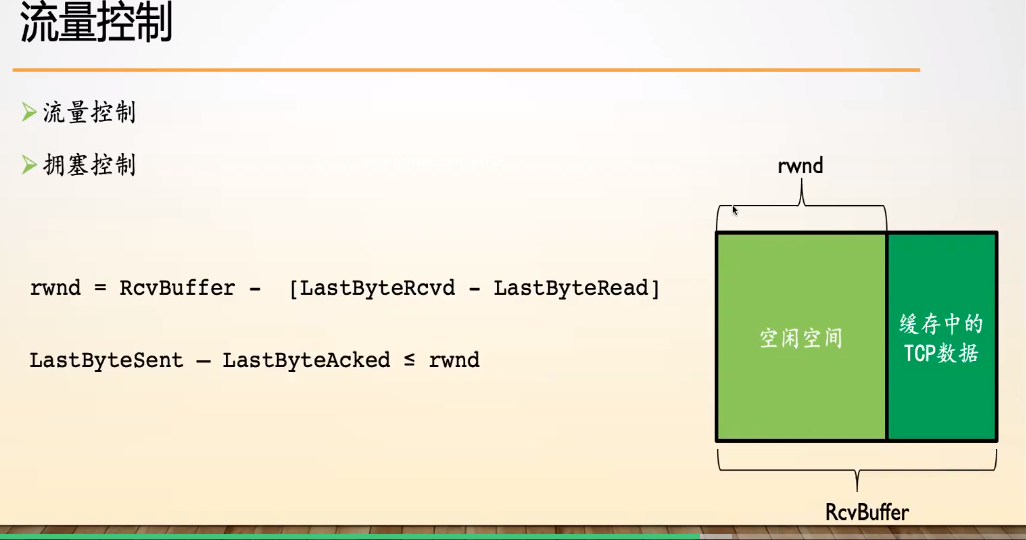 流量控制
流量控制
拥塞控制
rwnd
rwnd = RcvBuffer - [LastByteRcvd - LastByteRead]
LastByteSent — LastByteAcked ≤ rwnd
空闲空间
缓存中的
TCP数据
RcvBuffer